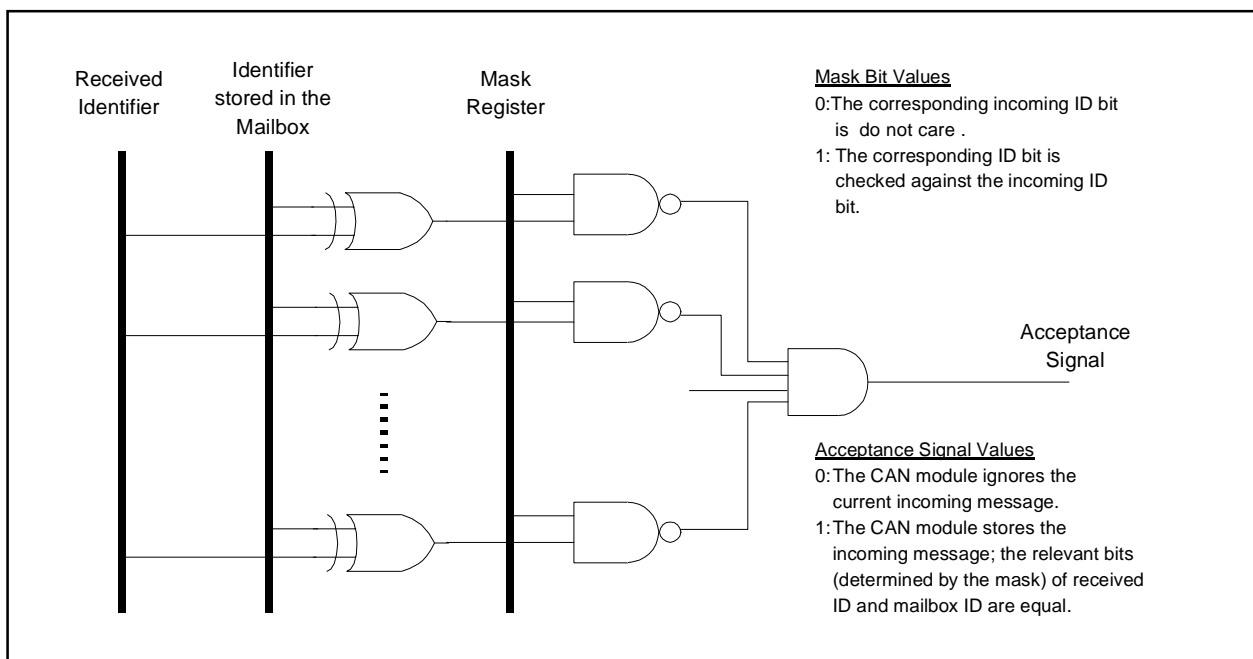 Received
Identifier
Identifier
stored in the
Mailbox
Mask
Register
Mask Bit Values
0:The corresponding incoming ID bit
is do not care .
1: The corresponding ID bit is
checked against the incoming ID
bit.
Acceptance
Signal
Acceptance Signal Values
0:The CAN module ignores the
current incoming message.
1:The CAN module stores the
incoming message; the relevant bits
(determined by the mask) of received
ID and mailbox ID are equal.